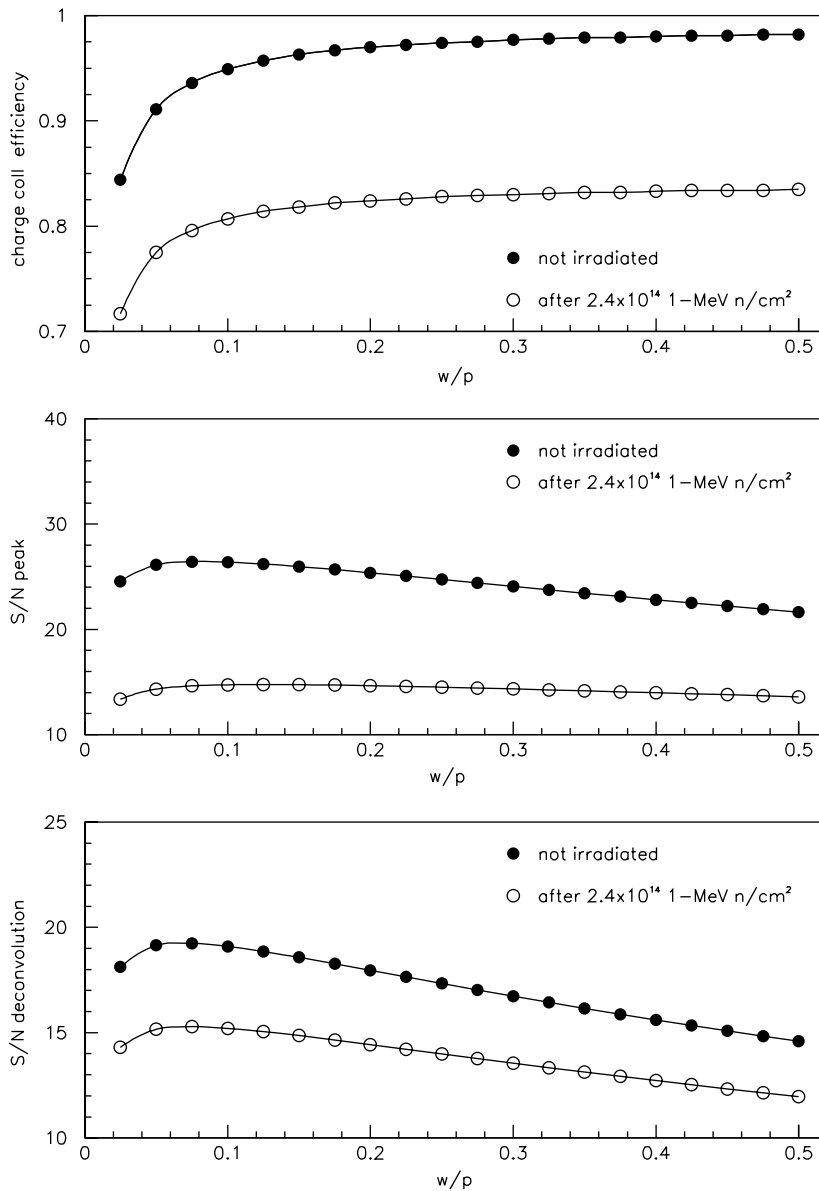 charge coll efficiency
1
0.9
0.8
0.7
not irradiated
after 2.4x10¹⁴ 1−MeV n/cm²
0 0.1 0.2 0.3 0.4 0.5
w/p
S/N peak
40
30
20
10
not irradiated
after 2.4x10¹⁴ 1−MeV n/cm²
0 0.1 0.2 0.3 0.4 0.5
w/p
S/N deconvolution
25
20
15
10
not irradiated
after 2.4x10¹⁴ 1−MeV n/cm²
0 0.1 0.2 0.3 0.4 0.5
w/p